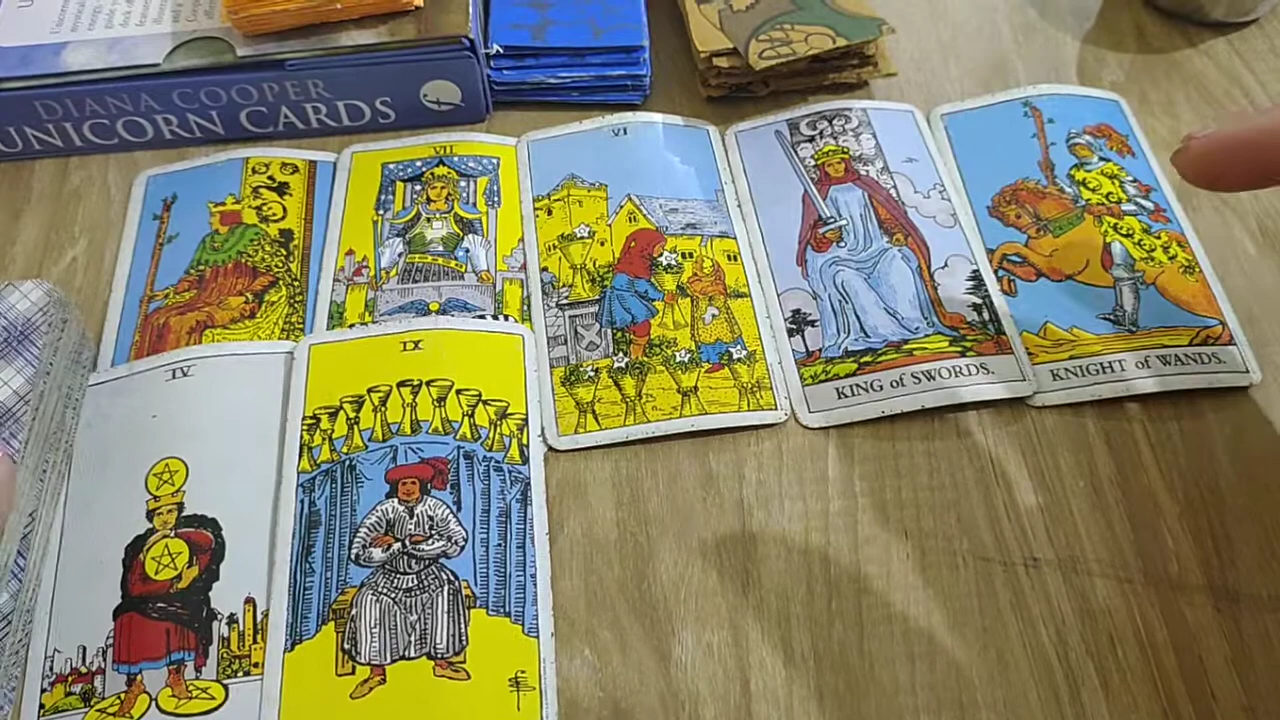 DIANA COOPER
UNICORN CARDS
VII
VI
KING of SWORDS.
KNIGHT of WANDS.
IV
IX